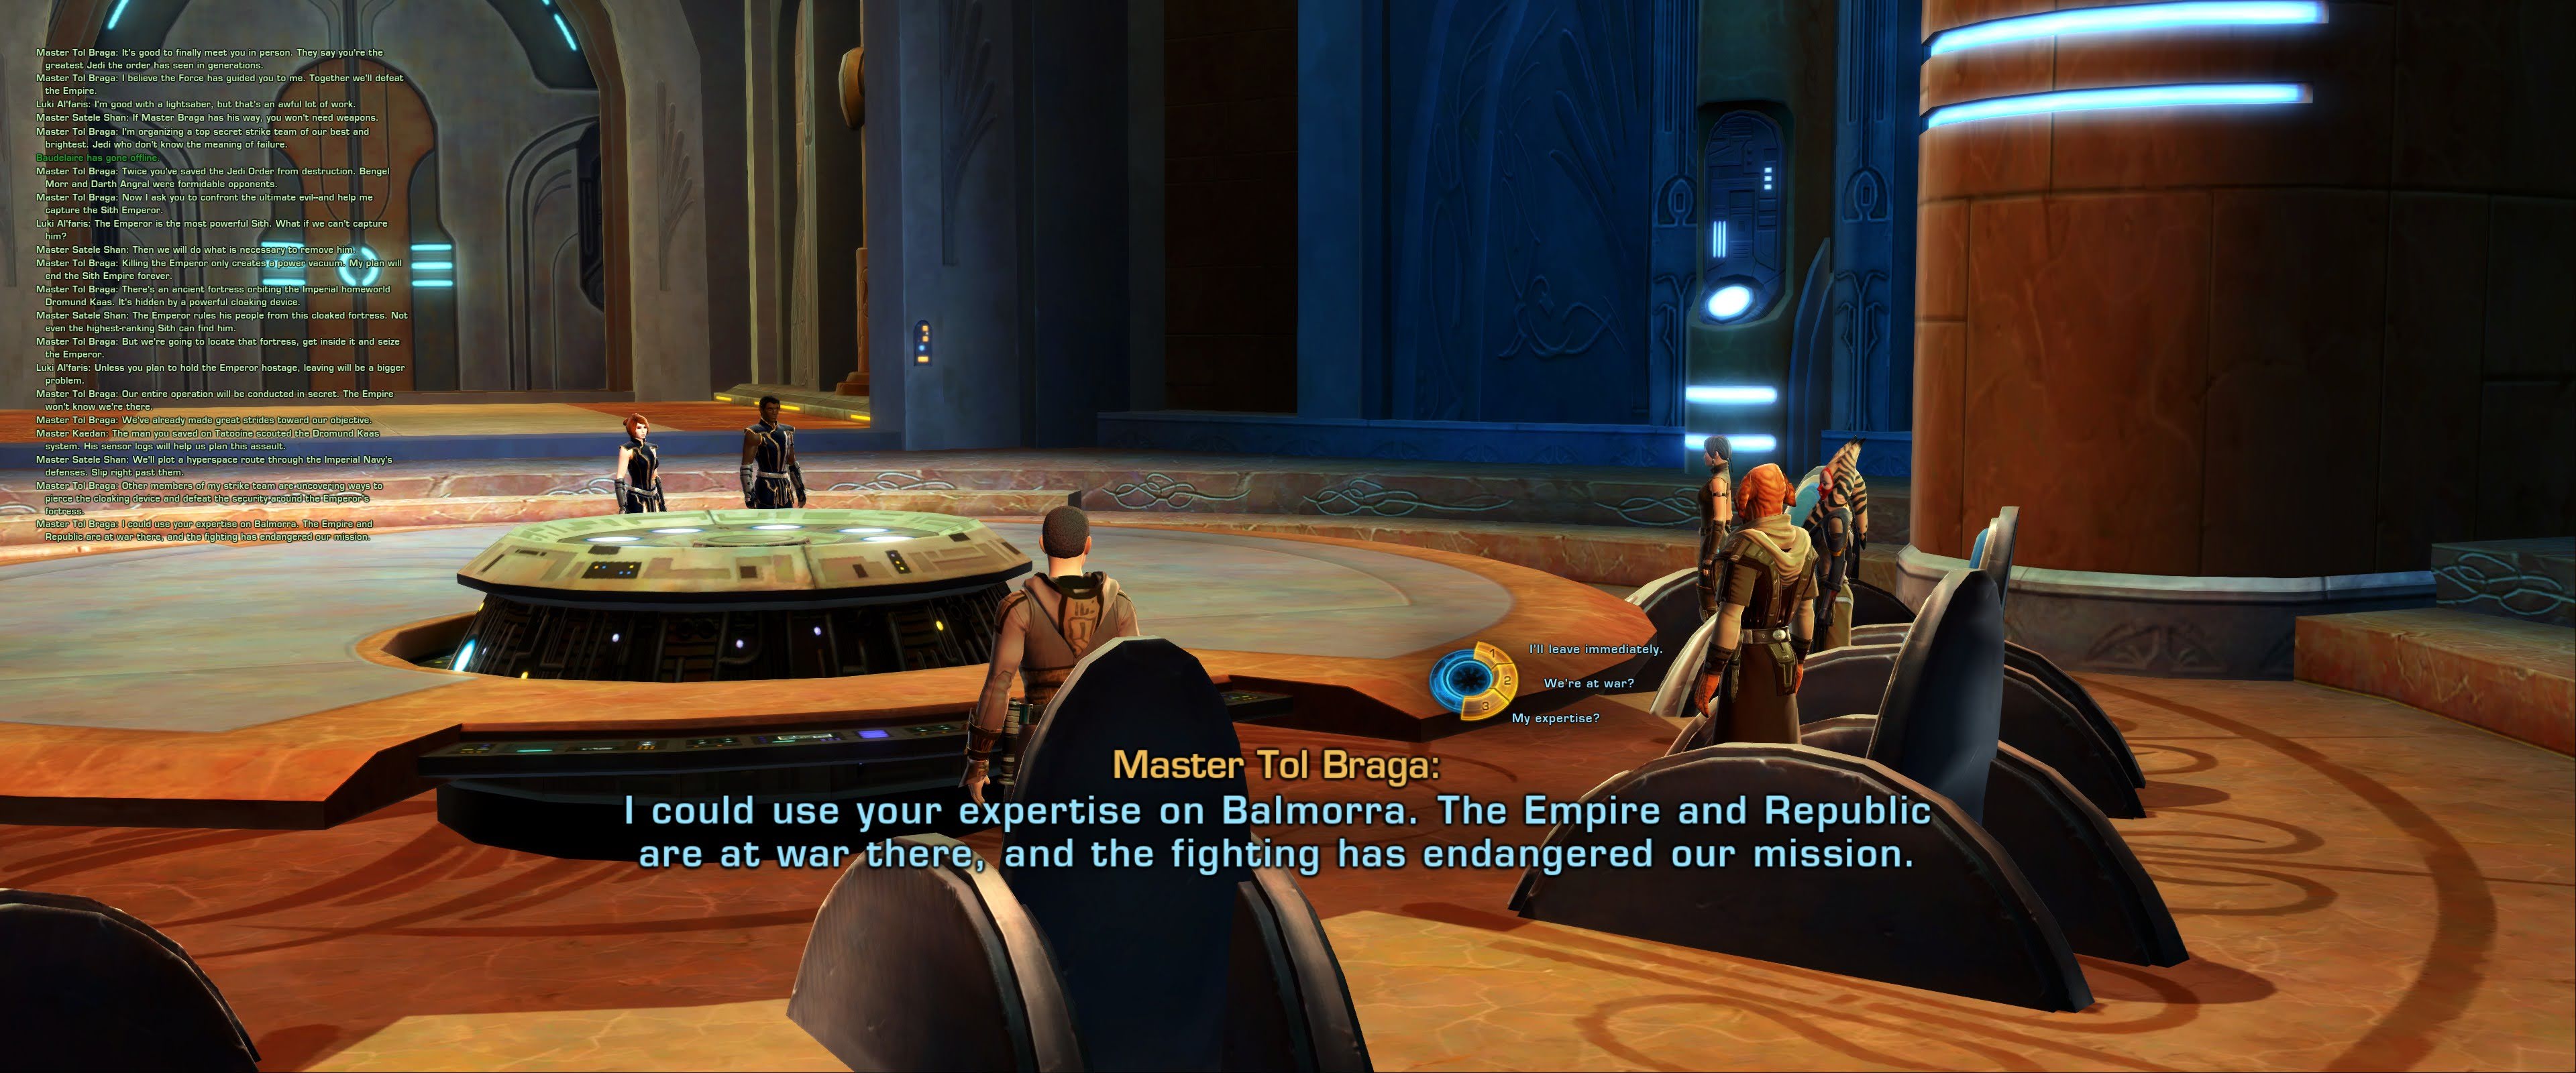 Master Tol Braga: It's good to finally meet you in person. They say you're the
greatest Jedi the order has seen in generations.
Master Tol Braga: I believe the Force has guided you to me. Together we'll defeat
the Empire.
Luki Al'faris: I'm good with a lightsaber, but that's an awful lot of work.
Master Satele Shan: If Master Braga has his way, you won't need weapons.
Master Tol Braga: I'm organizing a top secret strike team of our best and
brightest. Jedi who don't know the meaning of failure.
Baudelaire has gone offline.
Master Tol Braga: Twice you've saved the Jedi Order from destruction. Bengel
Morr and Darth Angral were formidable opponents.
Master Tol Braga: Now I ask you to confront the ultimate evil—and help me
capture the Sith Emperor.
Luki Al'faris: The Emperor is the most powerful Sith. What if we can't capture
him?
Master Satele Shan: Then we will do what is necessary to remove him.
Master Tol Braga: Killing the Emperor only creates a power vacuum. My plan will
end the Sith Empire forever.
Master Tol Braga: There's an ancient fortress orbiting the Imperial homeworld
Dromund Kaas. It's hidden by a powerful cloaking device.
Master Satele Shan: The Emperor rules his people from this cloaked fortress. Not
even the highest-ranking Sith can find him.
Master Tol Braga: But we're going to locate that fortress, get inside it and seize
the Emperor.
Luki Al'faris: Unless you plan to hold the Emperor hostage, leaving will be a bigger
problem.
Master Tol Braga: Our entire operation will be conducted in secret. The Empire
won't know we're there.
Master Tol Braga: We've already made great strides toward our objective.
Master Kaedan: The man you saved on Tatooine scouted the Dromund Kaas
system. His sensor logs will help us plan this assault.
Master Satele Shan: We'll plot a hyperspace route through the Imperial Navy's
defenses. Slip right past them.
Master Tol Braga: Other members of my strike team are uncovering ways to
pierce the cloaking device and defeat the security around the Emperor's
fortress.
Master Tol Braga: I could use your expertise on Balmorra. The Empire and
Republic are at war there, and the fighting has endangered our mission.
1 I'll leave immediately.
2 We're at war?
3 My expertise?
Master Tol Braga:
I could use your expertise on Balmorra. The Empire and Republic
are at war there, and the fighting has endangered our mission.